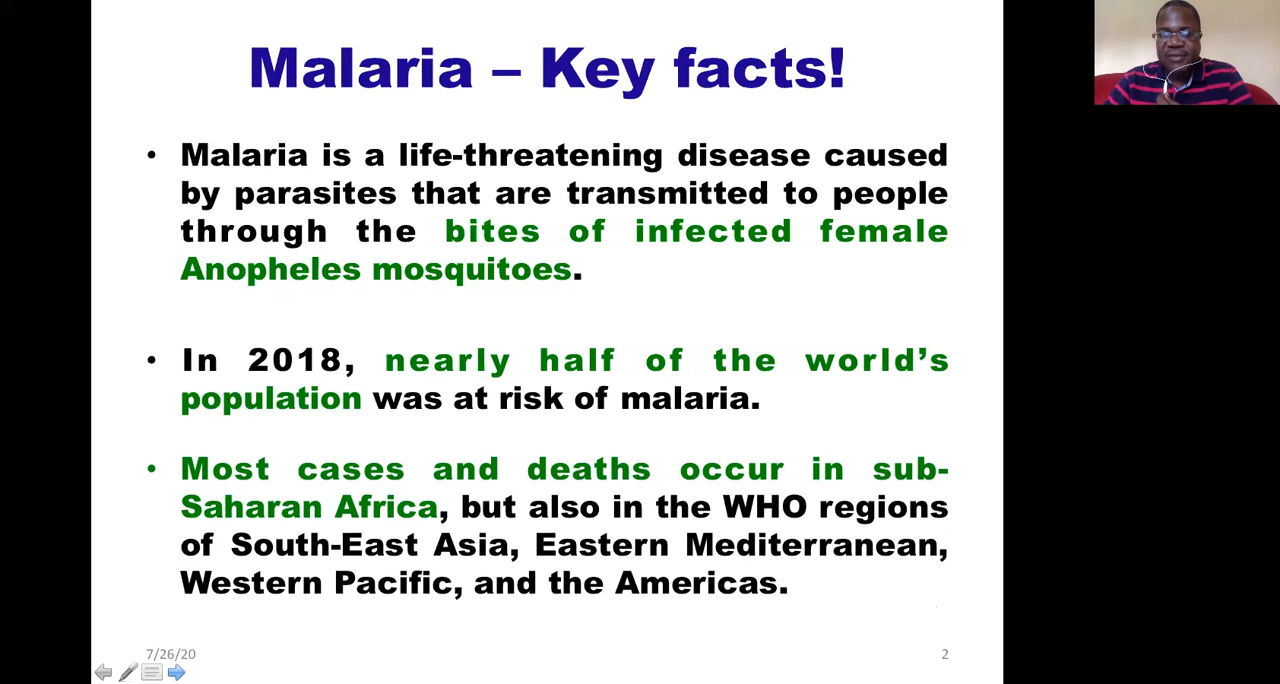 Malaria – Key facts!
• Malaria is a life-threatening disease caused
by parasites that are transmitted to people
through the bites of infected female
Anopheles mosquitoes.
• In 2018, nearly half of the world’s
population was at risk of malaria.
• Most cases and deaths occur in sub-
Saharan Africa, but also in the WHO regions
of South-East Asia, Eastern Mediterranean,
Western Pacific, and the Americas.
7/26/20
2